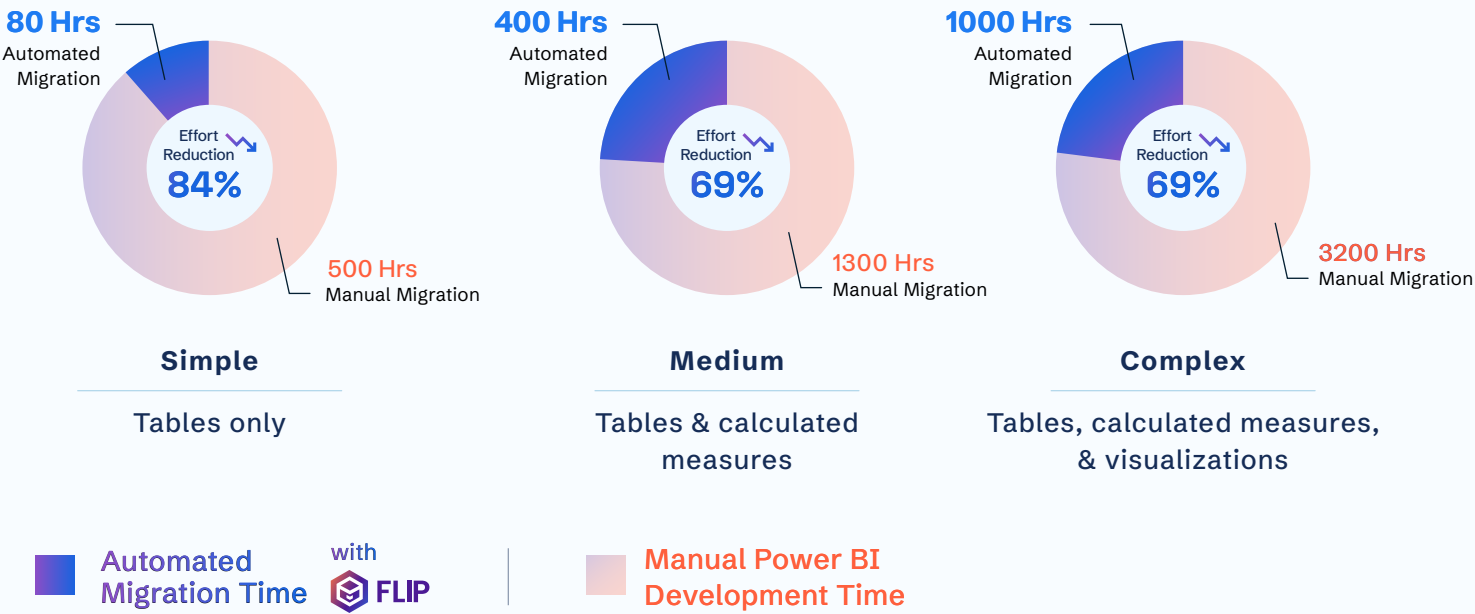 80 Hrs
Automated
Migration
Effort
Reduction
84%
500 Hrs
Manual Migration
Simple
Tables only
400 Hrs
Automated
Migration
Effort
Reduction
69%
1300 Hrs
Manual Migration
Medium
Tables & calculated
measures
1000 Hrs
Automated
Migration
Effort
Reduction
69%
3200 Hrs
Manual Migration
Complex
Tables, calculated measures,
& visualizations
Automated
Migration Time
with
FLIP
Manual Power BI
Development Time